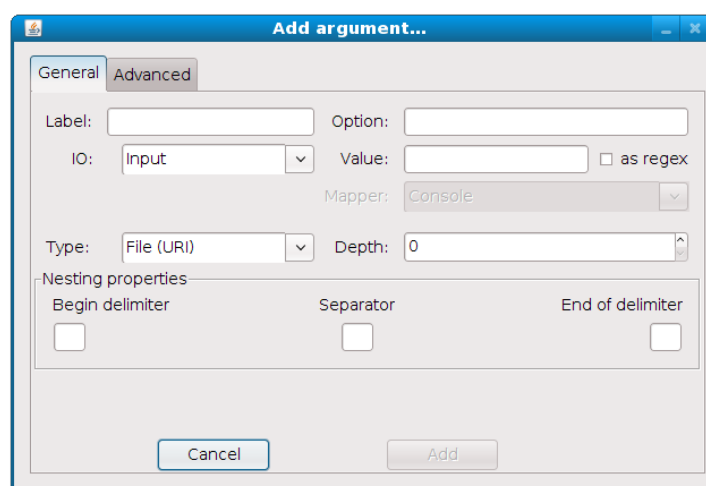 Add argument...
General Advanced
Label: Option:
IO: Input Value: as regex
Mapper: Console
Type: File (URI) Depth: 0
Nesting properties
Begin delimiter Separator End of delimiter
Cancel Add